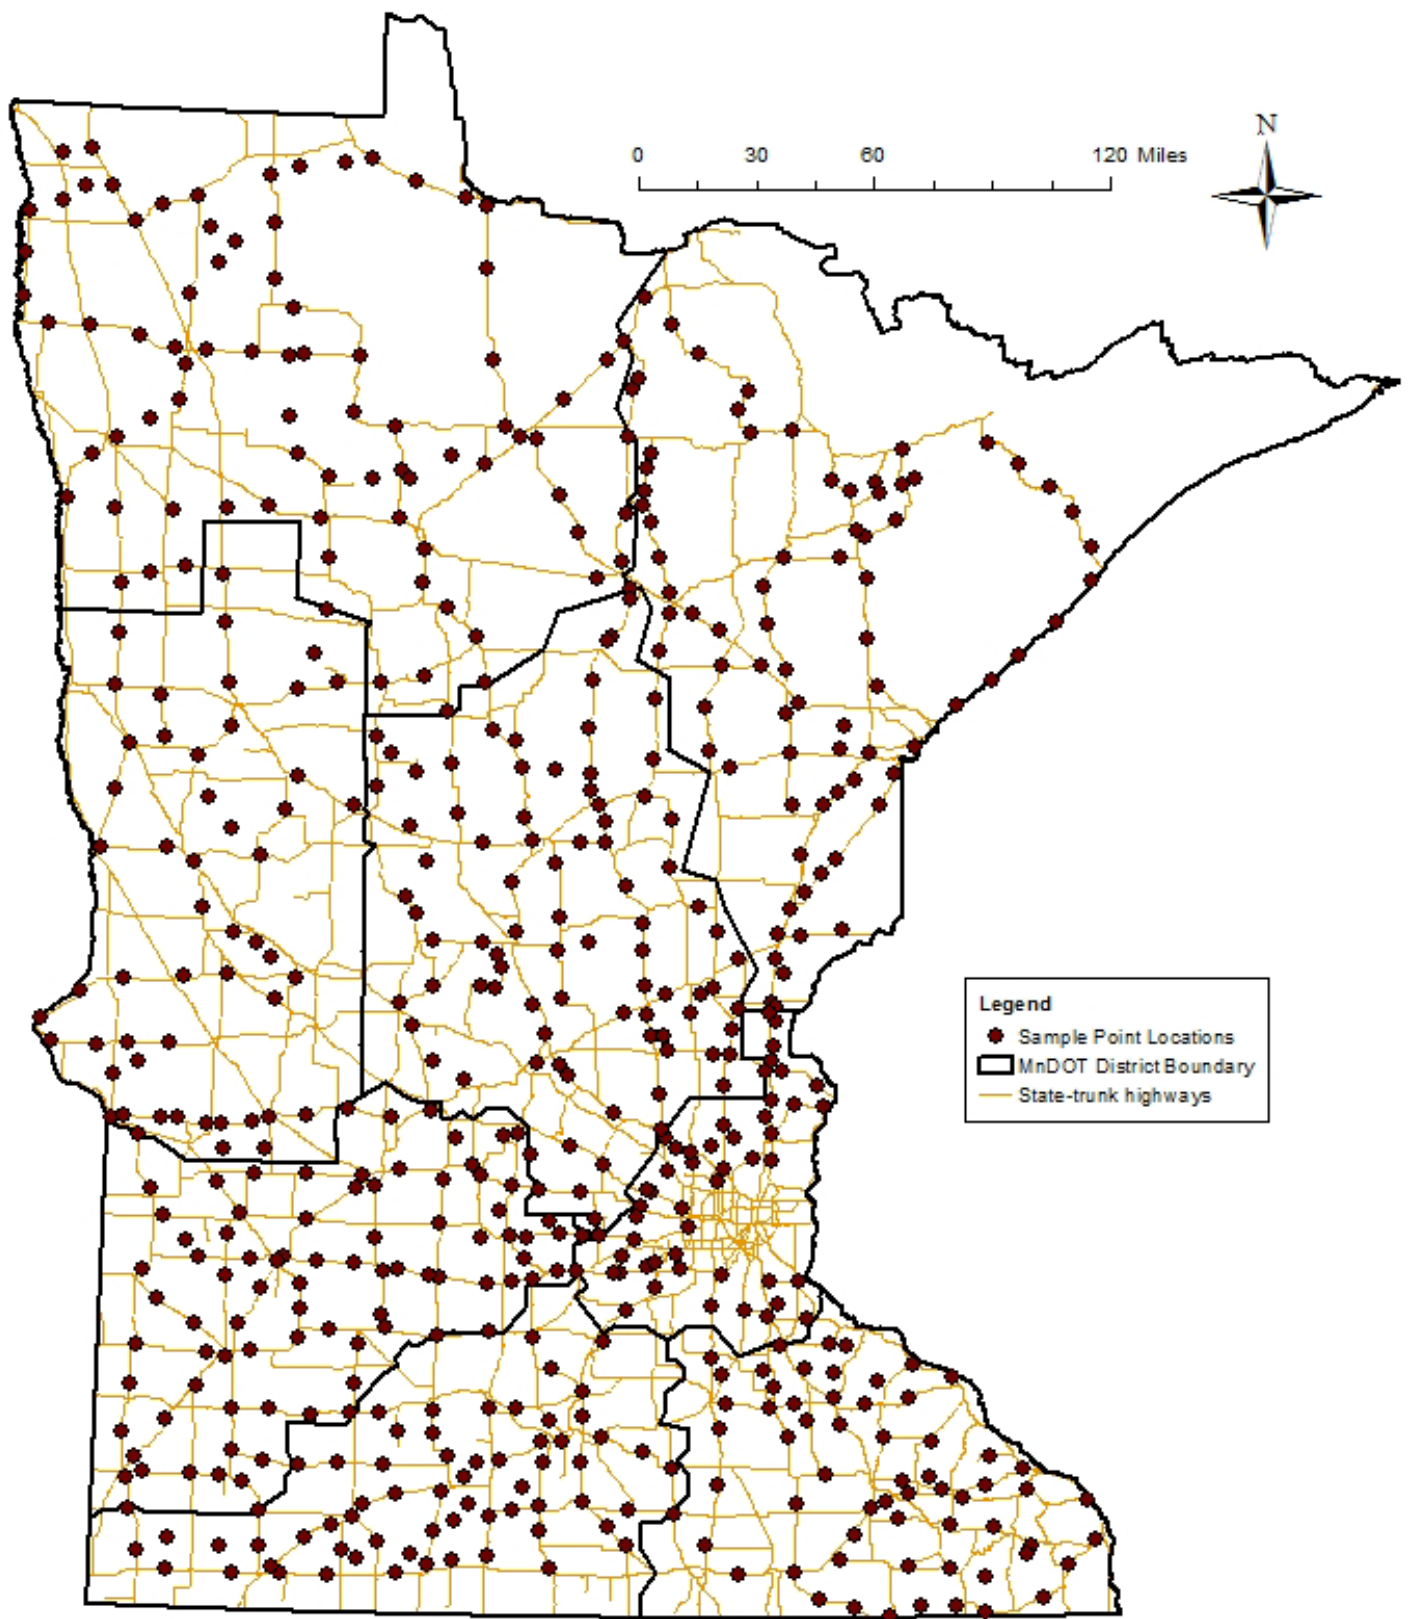 N
0 30 60 120 Miles
Legend
Sample Point Locations
MnDOT District Boundary
State-trunk highways